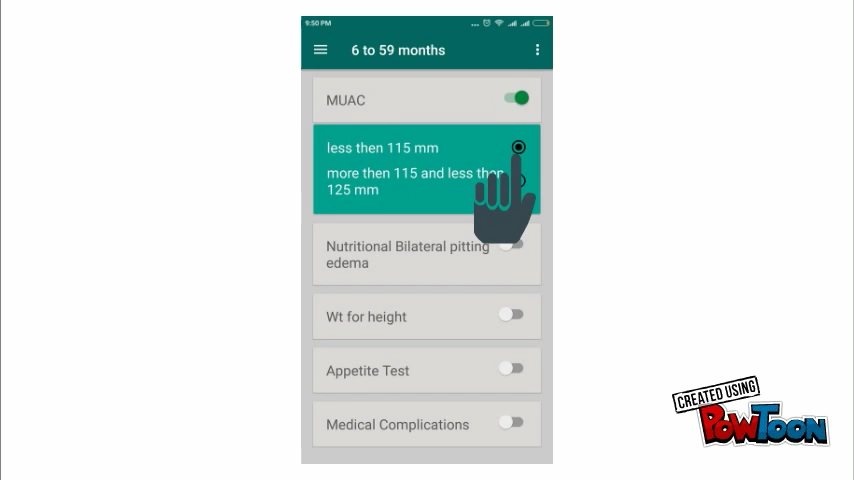 9:50 PM
6 to 59 months
MUAC
less then 115 mm
more then 115 and less then
125 mm
Nutritional Bilateral pitting
edema
Wt for height
Appetite Test
Medical Complications
CREATED USING
POWTOON